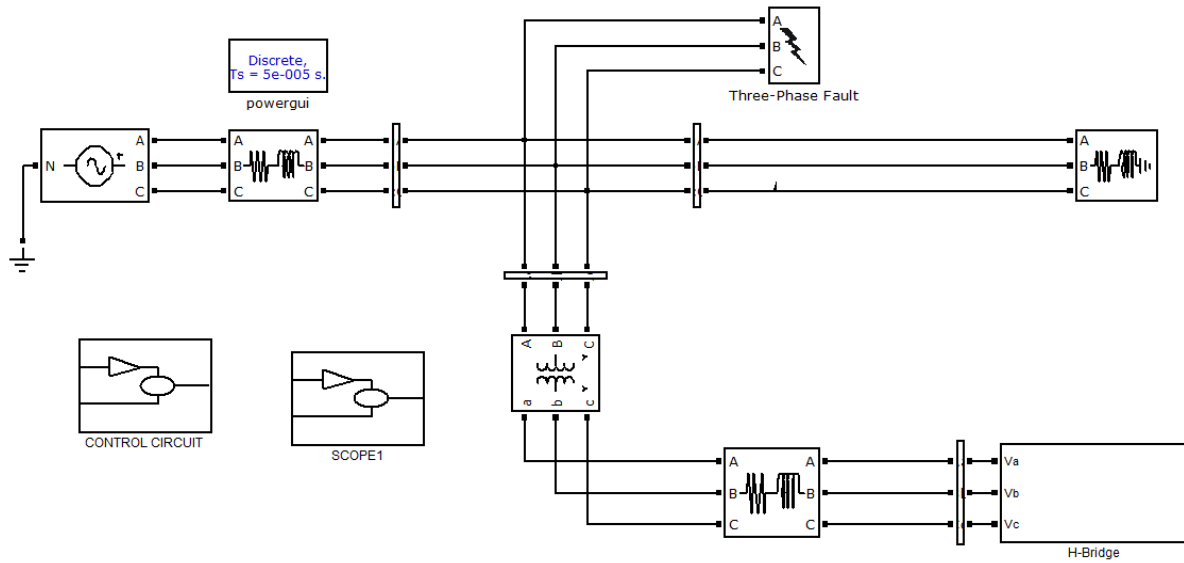 A
B
C
Three-Phase Fault
Discrete,
Ts = 5e-005 s.
powergui
N
A
B
C
A
B
C
A
B
C
A
B
C
A
B
C
a
b
c
CONTROL CIRCUIT
SCOPE1
A
B
C
A
B
C
Va
Vb
Vc
H-Bridge